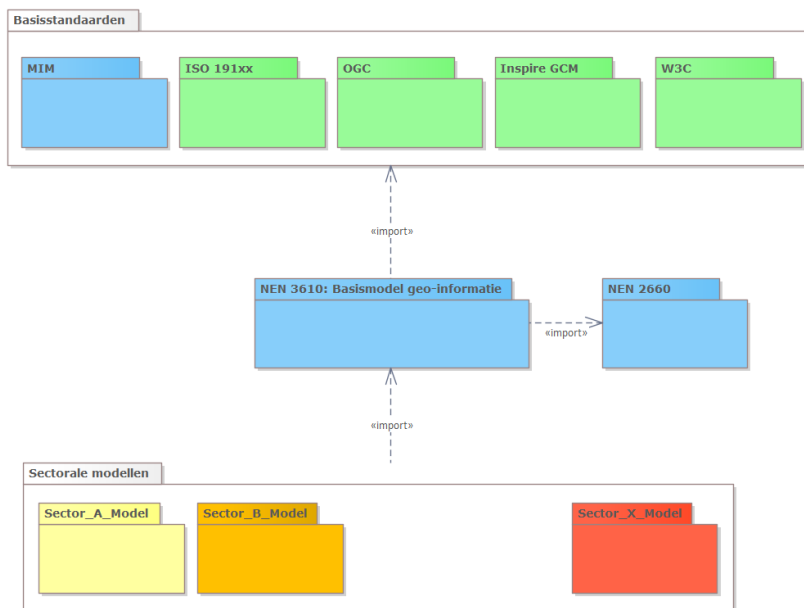 Basisstandaarden
MIM
ISO 191xx
OGC
Inspire GCM
W3C
«import»
NEN 3610: Basismodel geo-informatie
NEN 2660
«import»
«import»
Sectorale modellen
Sector_A_Model
Sector_B_Model
Sector_X_Model